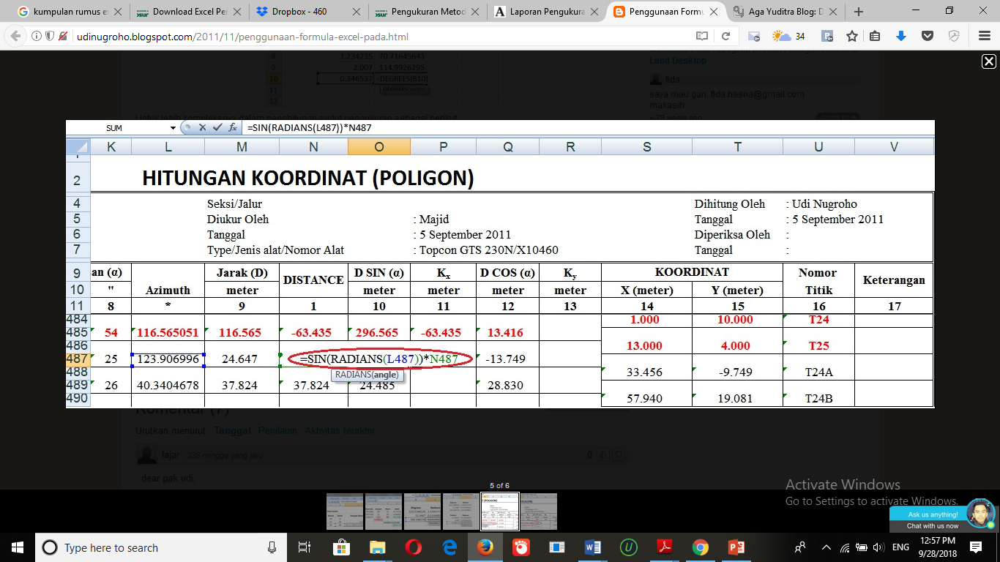 kumpulan rumus e
Download Excel Per
Dropbox - 460
Pengukuran Metod
Laporan Pengukura
Penggunaan Formu
Aga Yuditra Blog: D
udinugroho.blogspot.com/2011/11/penggunaan-formula-excel-pada.html
34
8 1.234235 70.71645643
9 2.007 114.9926295
10 0.346537 =DEGREES(B10)
11 DEGREES(angle)
12
Land Desktop
fida
saya mau gan, fida.hasna@gmail.com
makasih
Untuk lebih kompleksnya dalam penghitungan sudut pengukuran sebagai berikut
SUM =SIN(RADIANS(L487))*N487
K L M N O P Q R S T U V
2 HITUNGAN KOORDINAT (POLIGON)
4 Seksi/Jalur Dihitung Oleh : Udi Nugroho
5 Diukur Oleh : Majid Tanggal : 5 September 2011
6 Tanggal : 5 September 2011 Diperiksa Oleh :
7 Type/Jenis alat/Nomor Alat : Topcon GTS 230N/X10460 Tanggal :
9 an (α) Azimuth Jarak (D) DISTANCE D SIN (α) Kx D COS (α) Ky KOORDINAT Nomor Keterangan
10 " meter meter meter meter meter X (meter) Y (meter) Titik
11 8 * 9 1 10 11 12 13 14 15 16 17
484 1.000 10.000 T24
485 54 116.565051 116.565 -63.435 296.565 -63.435 13.416
486 13.000 4.000 T25
487 25 123.906996 24.647 =SIN(RADIANS(L487))*N487 -13.749
RADIANS(angle)
488 33.456 -9.749 T24A
489 26 40.3404678 37.824 37.824 24.485 28.830
490 57.940 19.081 T24B
Komentar (7)
Urutkan menurut: Tanggal Penilaian Aktivitas terakhir
fajar 338 minggu yang lalu 0
dear pak udi,
5 of 6
Activate Windows
Go to Settings to activate Windows.
Ask us anything!
Chat with us now
Type here to search
ENG
12:57 PM
9/28/2018